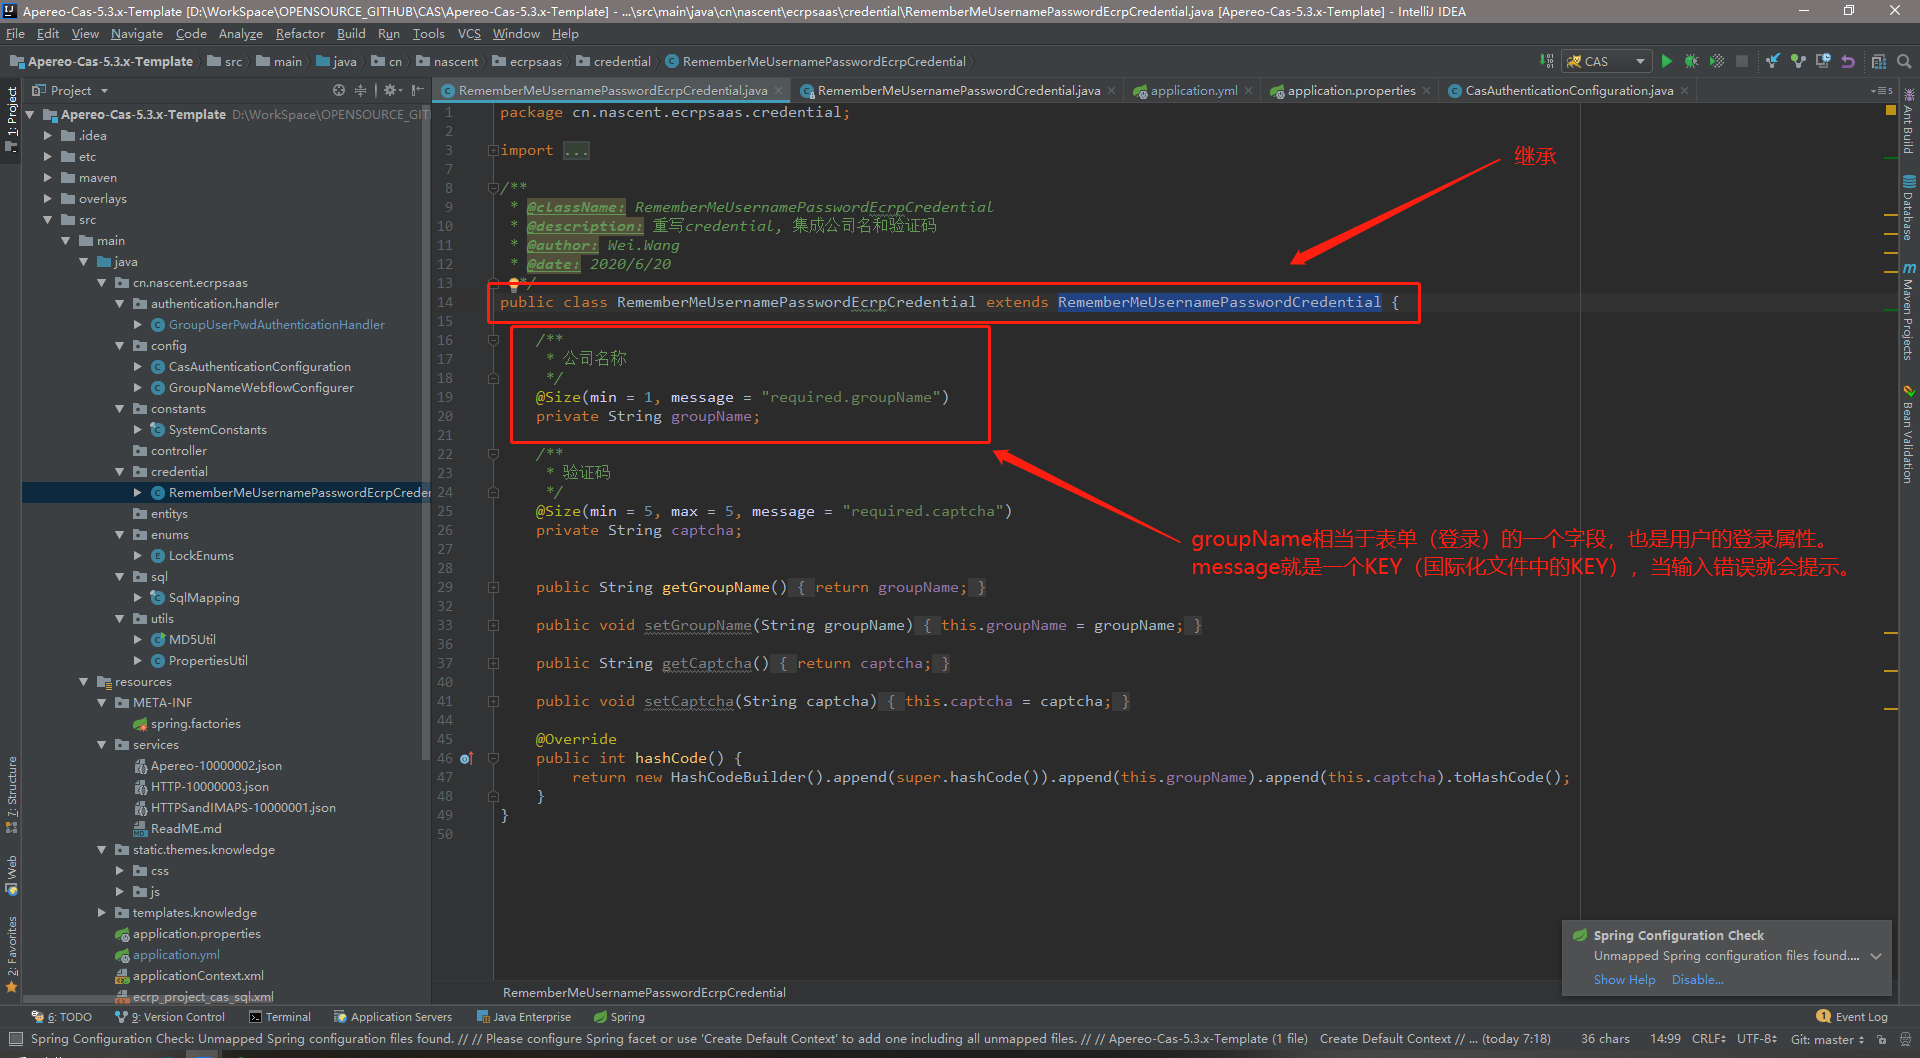 Apereo-Cas-5.3.x-Template [D:\WorkSpace\OPENSOURCE_GITHUB\CAS\Apereo-Cas-5.3.x-Template] - ...\src\main\java\cn\nascent\ecrpsaas\credential\RememberMeUsernamePasswordEcrpCredential.java [Apereo-Cas-5.3.x-Template] - IntelliJ IDEA
File Edit View Navigate Code Analyze Refactor Build Run Tools VCS Window Help
Apereo-Cas-5.3.x-Template src main java cn nascent ecrpsaas credential RememberMeUsernamePasswordEcrpCredential CAS
Project
RememberMeUsernamePasswordEcrpCredential.java RememberMeUsernamePasswordCredential.java application.yml application.properties CasAuthenticationConfiguration.java
1: Project
7: Structure
Web
2: Favorites
Apereo-Cas-5.3.x-Template D:\WorkSpace\OPENSOURCE_GIT
.idea
etc
maven
overlays
src
main
java
cn.nascent.ecrpsaas
authentication.handler
GroupUserPwdAuthenticationHandler
config
CasAuthenticationConfiguration
GroupNameWebflowConfigurer
constants
SystemConstants
controller
credential
RememberMeUsernamePasswordEcrpCreder
entitys
enums
LockEnums
sql
SqlMapping
utils
MD5Util
PropertiesUtil
resources
META-INF
spring.factories
services
Apereo-10000002.json
HTTP-10000003.json
HTTPSandIMAPS-10000001.json
ReadME.md
static.themes.knowledge
css
js
templates.knowledge
application.properties
application.yml
applicationContext.xml
ecrp_project_cas_sql.xml
1 package cn.nascent.ecrpsaas.credential;
2
3 import ...
7
8 /**
9 * @className: RememberMeUsernamePasswordEcrpCredential
10 * @description: 重写credential, 集成公司名和验证码
11 * @author: Wei.Wang
12 * @date: 2020/6/20
13 */
14 public class RememberMeUsernamePasswordEcrpCredential extends RememberMeUsernamePasswordCredential {
15
16 /**
17 * 公司名称
18 */
19 @Size(min = 1, message = "required.groupName")
20 private String groupName;
21
22 /**
23 * 验证码
24 */
25 @Size(min = 5, max = 5, message = "required.captcha")
26 private String captcha;
27
28
29 public String getGroupName() { return groupName; }
32
33 public void setGroupName(String groupName) { this.groupName = groupName; }
36
37 public String getCaptcha() { return captcha; }
40
41 public void setCaptcha(String captcha) { this.captcha = captcha; }
44
45 @Override
46 public int hashCode() {
47 return new HashCodeBuilder().append(super.hashCode()).append(this.groupName).append(this.captcha).toHashCode();
48 }
49 }
50
继承
groupName相当于表单（登录）的一个字段，也是用户的登录属性。
message就是一个KEY（国际化文件中的KEY），当输入错误就会提示。
Ant Build
Database
Maven Projects
Bean Validation
Spring Configuration Check
Unmapped Spring configuration files found....
Show Help Disable...
RememberMeUsernamePasswordEcrpCredential
6: TODO 9: Version Control Terminal Application Servers Java Enterprise Spring 1 Event Log
Spring Configuration Check: Unmapped Spring configuration files found. // // Please configure Spring facet or use 'Create Default Context' to add one including all unmapped files. // // Apereo-Cas-5.3.x-Template (1 file) Create Default Context // ... (today 7:18) 36 chars 14:99 CRLF UTF-8 Git: master